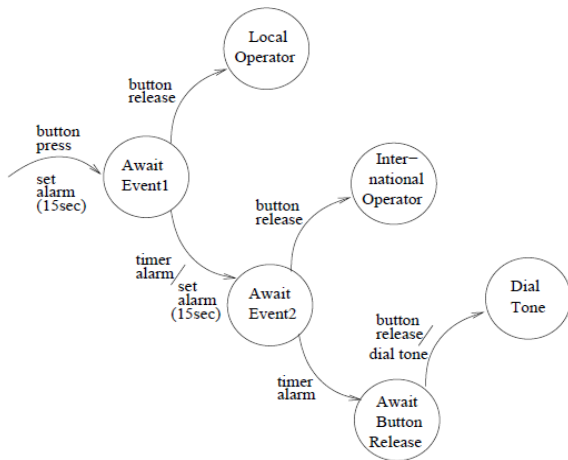 Local
Operator
button
release
button
press
set
alarm
(15sec)
Await
Event1
Inter-
national
Operator
button
release
timer
alarm
set
alarm
(15sec)
Await
Event2
Dial
Tone
button
release
dial tone
timer
alarm
Await
Button
Release